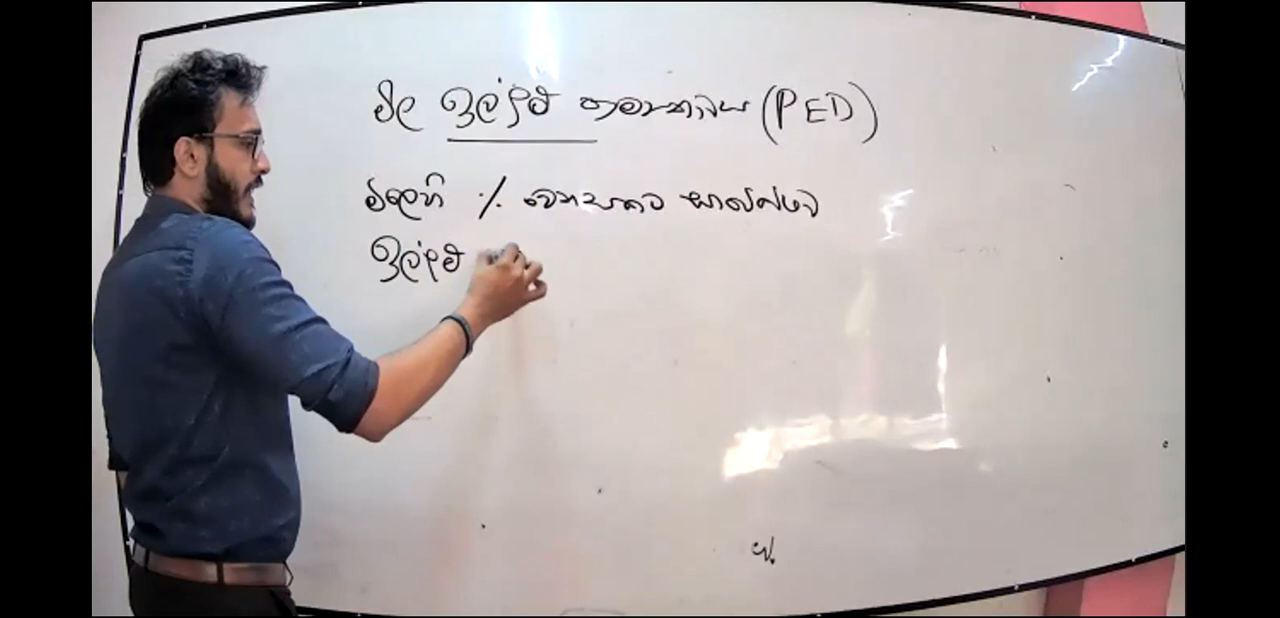 මිල ඉල්ලුම් නම්‍යතාවය (PED)
මිලෙහි % වෙනසකට සාපේක්ෂව
ඉල්ලුම්